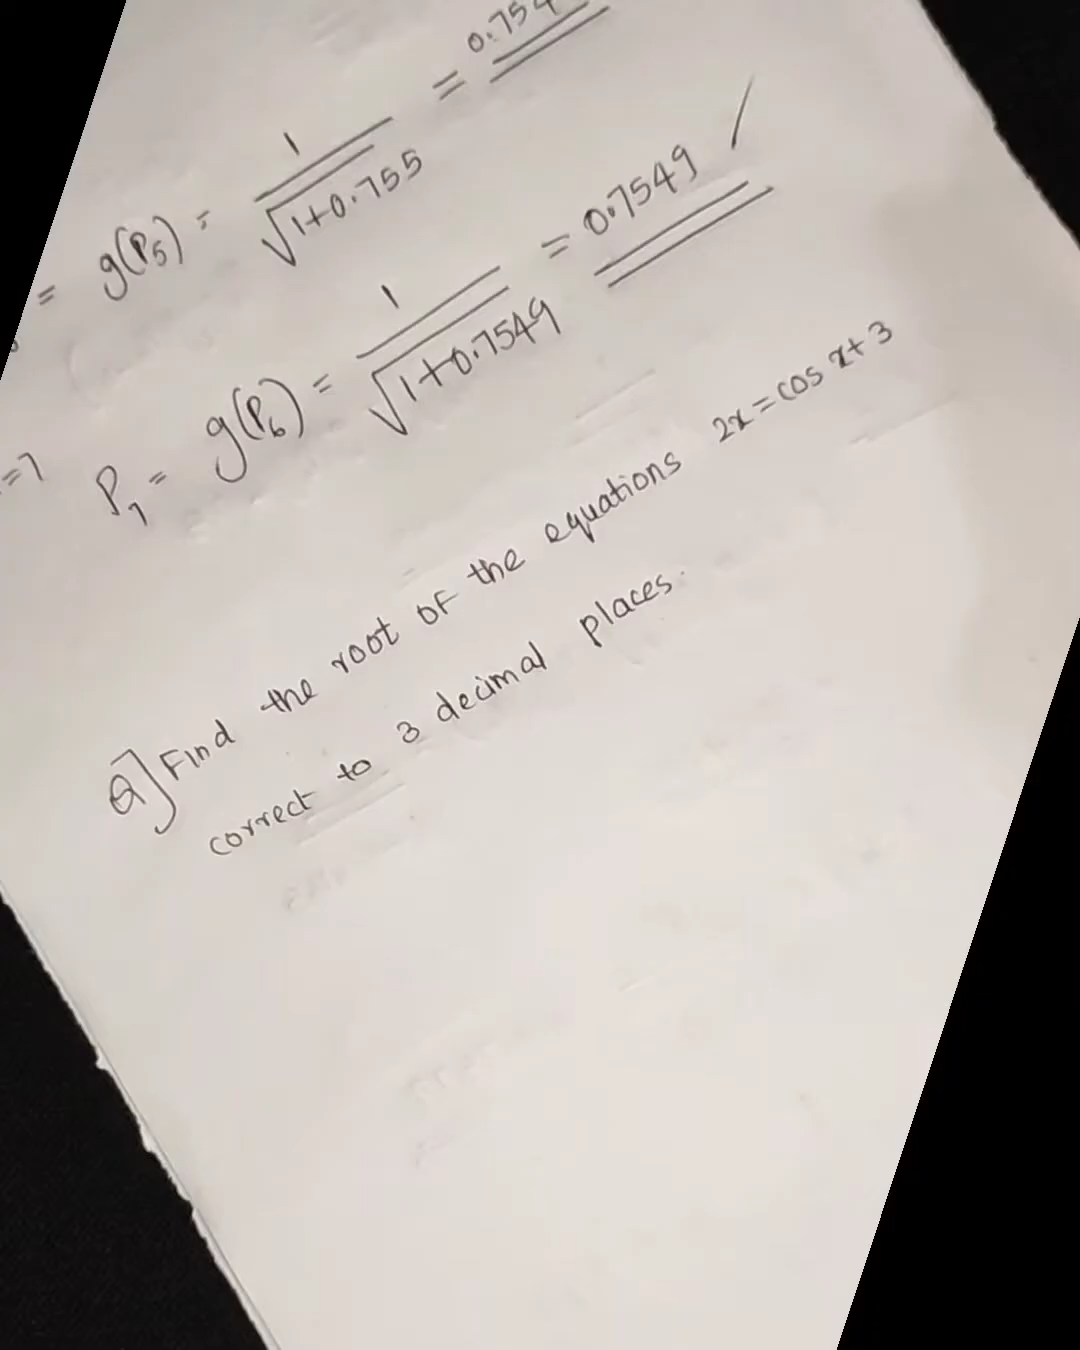 = g(P5) = 1/√1+0.755 = 0.754
=7 P7 = g(P6) = 1/√1+0.7549 = 0.7549 /
Q] Find the root of the equations 2x = cos x + 3
correct to 3 decimal places.